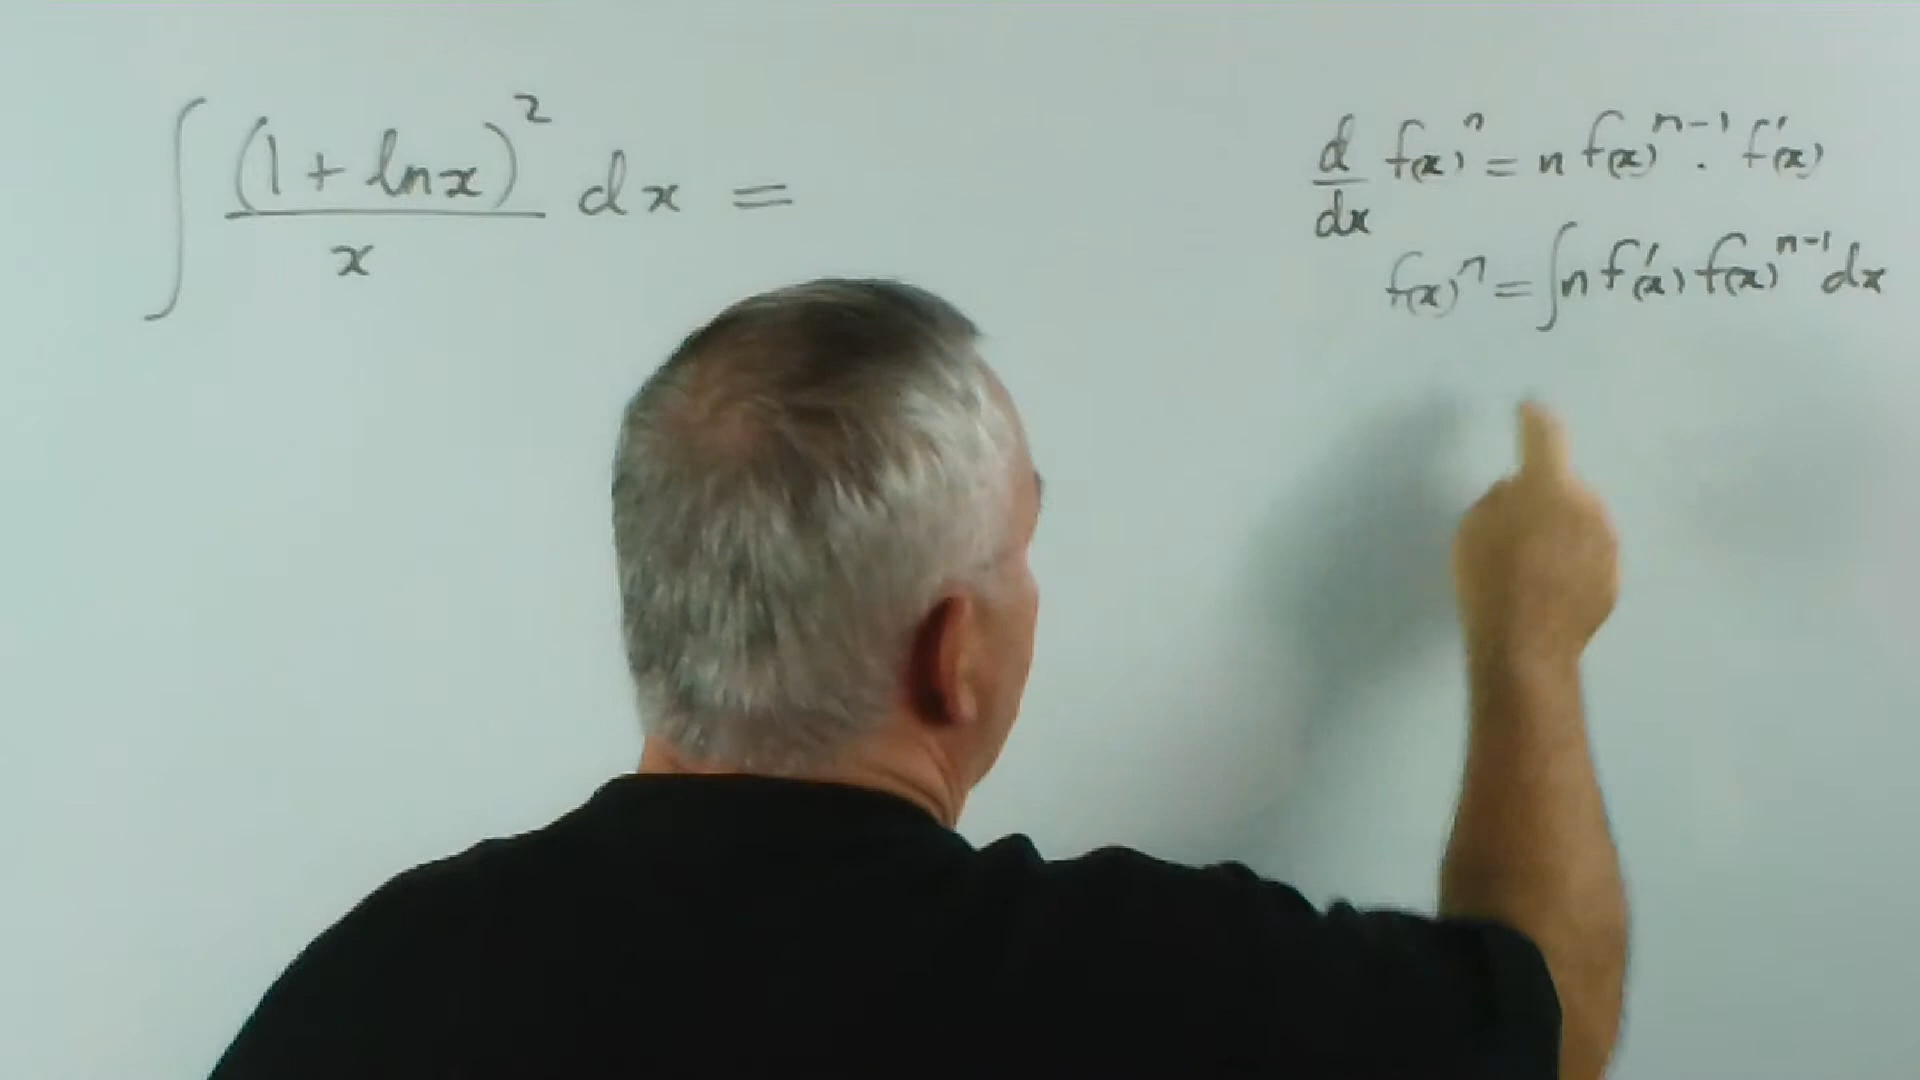 ∫ (1 + ln x)² / x dx =
d/dx f(x)ⁿ = n f(x)ⁿ⁻¹ · f′(x)
f(x)ⁿ = ∫ n f′(x) f(x)ⁿ⁻¹ dx